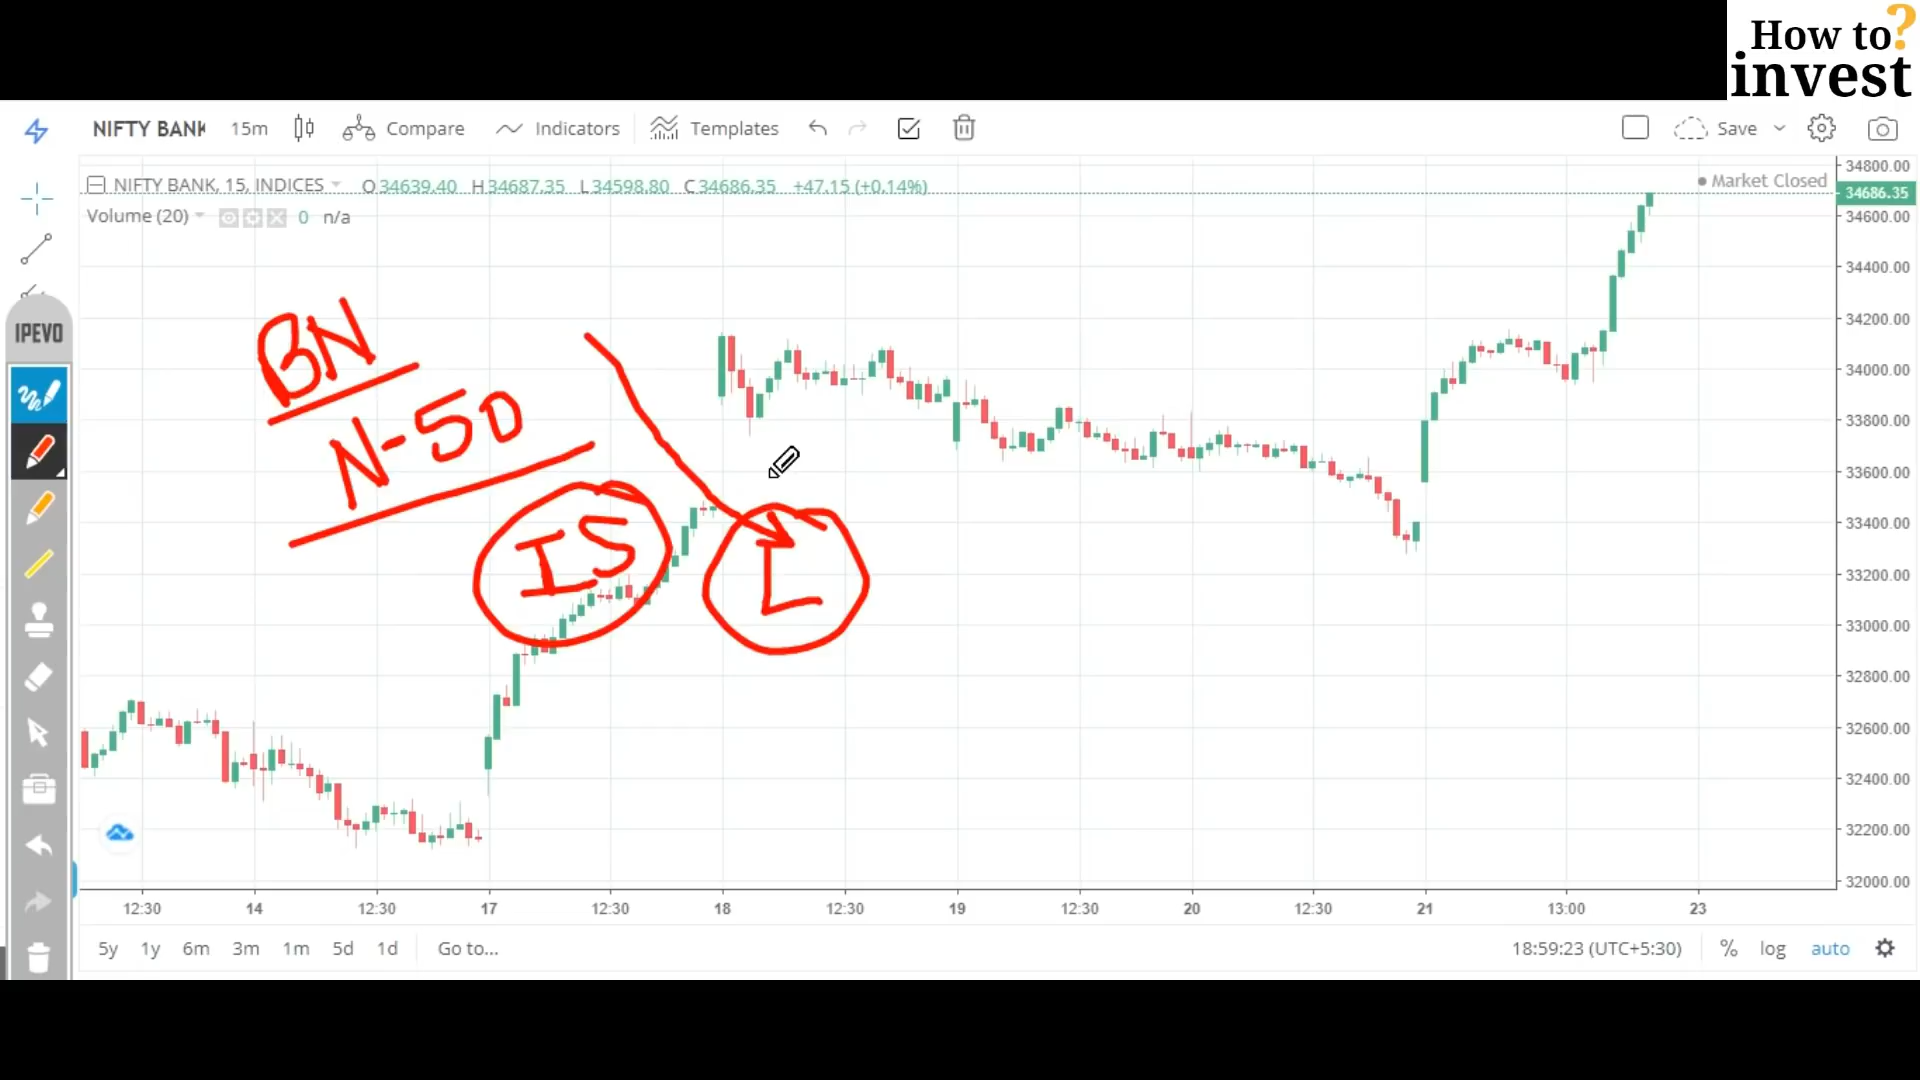 How to?
invest
NIFTY BANK 15m Compare Indicators Templates Save
NIFTY BANK, 15, INDICES O34639.40 H34687.35 L34598.80 C34686.35 +47.15 (+0.14%)
Market Closed
Volume (20) 0 n/a
34800.00
34686.35
34600.00
34400.00
34200.00
34000.00
33800.00
33600.00
33400.00
33200.00
33000.00
32800.00
32600.00
32400.00
32200.00
32000.00
IPEVO
BN
N-50
IS
L
12:30 14 12:30 17 12:30 18 12:30 19 12:30 20 12:30 21 13:00 23
5y 1y 6m 3m 1m 5d 1d Go to... 18:59:23 (UTC+5:30) % log auto